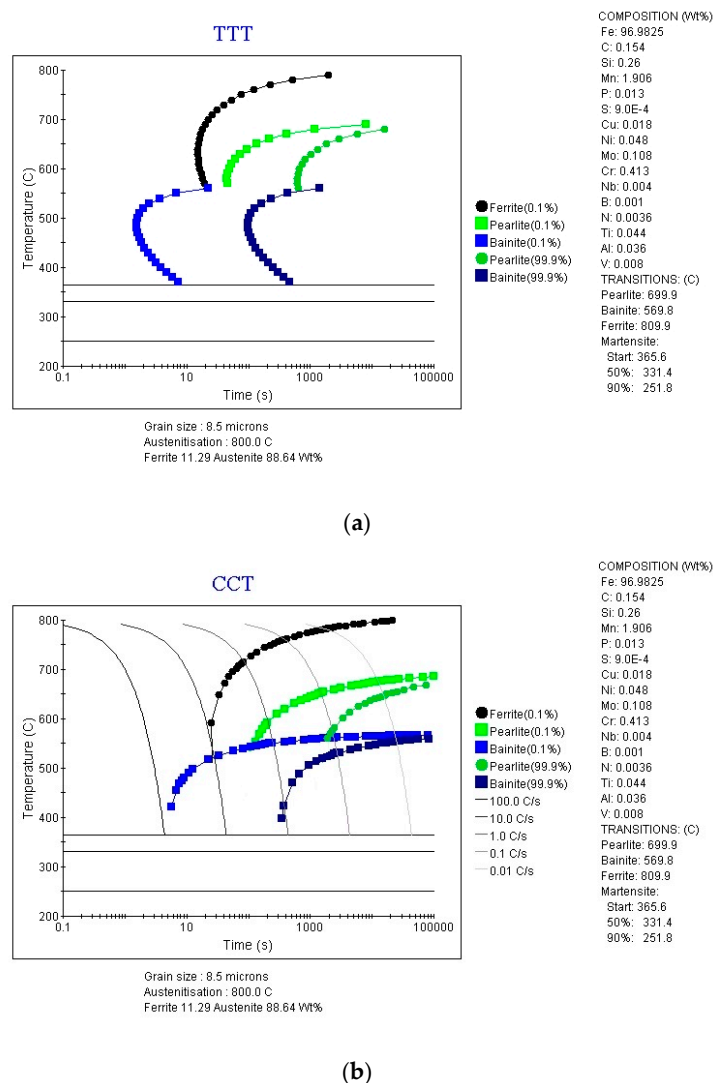 TTT
800
700
600
500
400
300
200
Temperature (C)
0.1
10
1000
100000
Time (s)
Ferrite(0.1%)
Pearlite(0.1%)
Bainite(0.1%)
Pearlite(99.9%)
Bainite(99.9%)
COMPOSITION (Wt%)
Fe: 96.9825
C: 0.154
Si: 0.26
Mn: 1.906
P: 0.013
S: 9.0E-4
Cu: 0.018
Ni: 0.048
Mo: 0.108
Cr: 0.413
Nb: 0.004
B: 0.001
N: 0.0036
Ti: 0.044
Al: 0.036
V: 0.008
TRANSITIONS: (C)
Pearlite: 699.9
Bainite: 569.8
Ferrite: 809.9
Martensite:
Start: 365.6
50%: 331.4
90%: 251.8
Grain size : 8.5 microns
Austenitisation : 800.0 C
Ferrite 11.29 Austenite 88.64 Wt%
(a)
CCT
800
700
600
500
400
300
200
Temperature (C)
0.1
10
1000
100000
Time (s)
Ferrite(0.1%)
Pearlite(0.1%)
Bainite(0.1%)
Pearlite(99.9%)
Bainite(99.9%)
100.0 C/s
10.0 C/s
1.0 C/s
0.1 C/s
0.01 C/s
COMPOSITION (Wt%)
Fe: 96.9825
C: 0.154
Si: 0.26
Mn: 1.906
P: 0.013
S: 9.0E-4
Cu: 0.018
Ni: 0.048
Mo: 0.108
Cr: 0.413
Nb: 0.004
B: 0.001
N: 0.0036
Ti: 0.044
Al: 0.036
V: 0.008
TRANSITIONS: (C)
Pearlite: 699.9
Bainite: 569.8
Ferrite: 809.9
Martensite:
Start: 365.6
50%: 331.4
90%: 251.8
Grain size : 8.5 microns
Austenitisation : 800.0 C
Ferrite 11.29 Austenite 88.64 Wt%
(b)